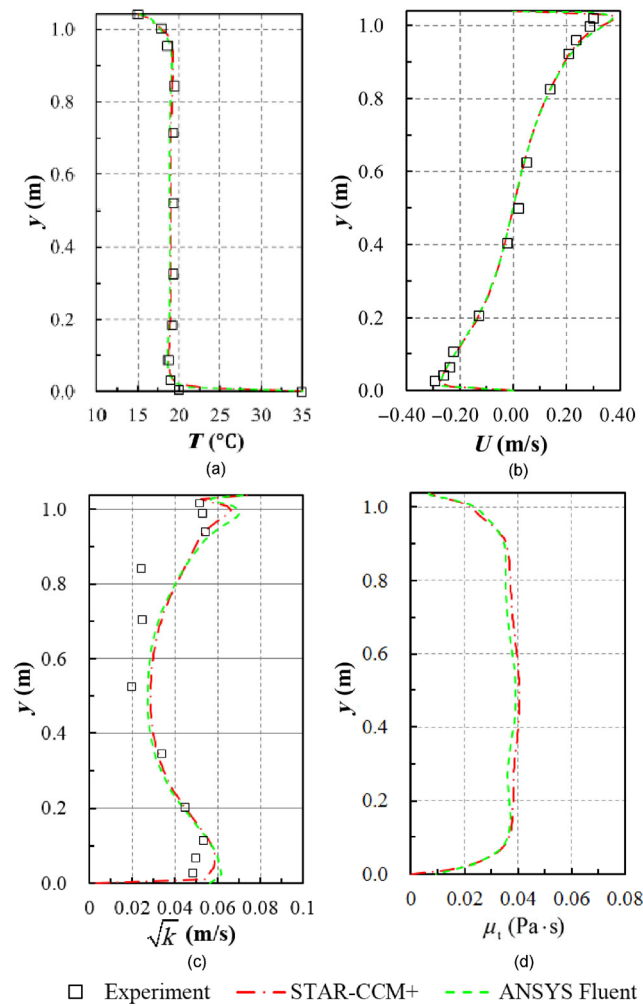 1.0
0.8
0.6
0.4
0.2
0.0
y (m)
10 15 20 25 30 35
T (°C)
(a)
1.0
0.8
0.6
0.4
0.2
0.0
y (m)
−0.40 −0.20 0.00 0.20 0.40
U (m/s)
(b)
1.0
0.8
0.6
0.4
0.2
0.0
y (m)
0 0.02 0.04 0.06 0.08 0.1
√k (m/s)
(c)
1.0
0.8
0.6
0.4
0.2
0.0
y (m)
0 0.02 0.04 0.06 0.08
μt (Pa·s)
(d)
Experiment STAR-CCM+ ANSYS Fluent